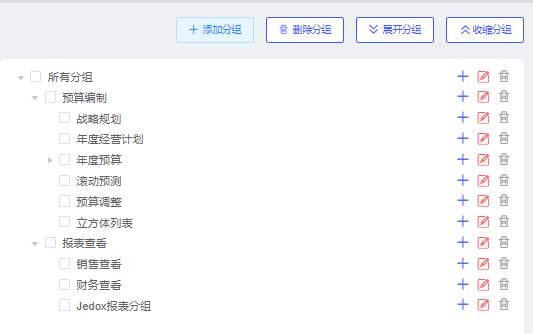 添加分组 删除分组 展开分组 收缩分组
所有分组
预算编制
战略规划
年度经营计划
年度预算
滚动预测
预算调整
立方体列表
报表查看
销售查看
财务查看
Jedox报表分组